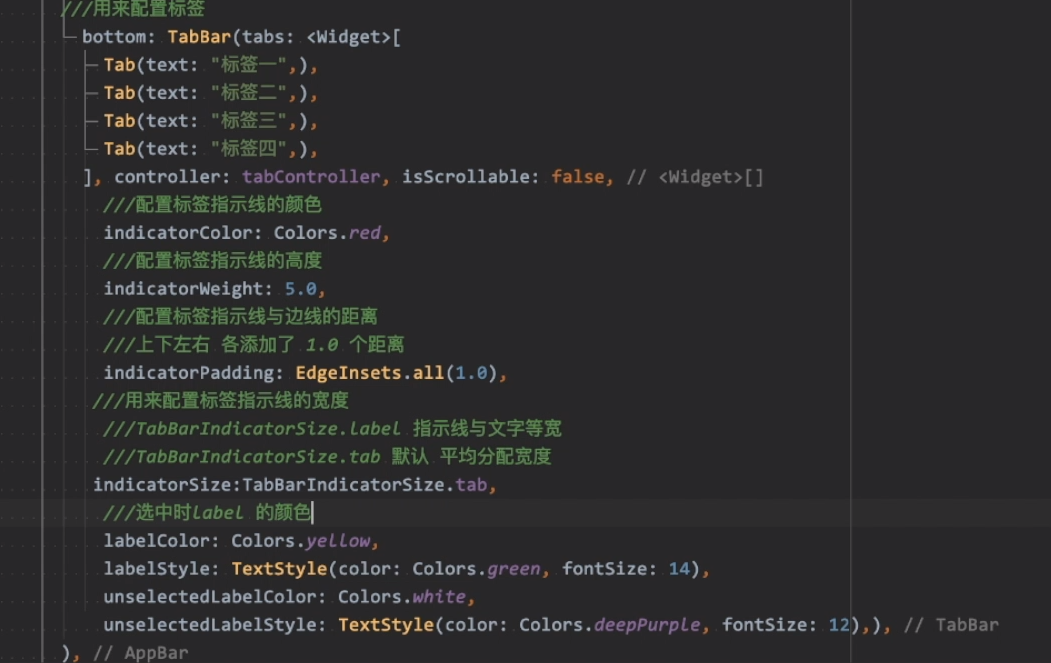 ///用来配置标签
bottom: TabBar(tabs: <Widget>[
Tab(text: "标签一",),
Tab(text: "标签二",),
Tab(text: "标签三",),
Tab(text: "标签四",),
], controller: tabController, isScrollable: false, // <Widget>[]
///配置标签指示线的颜色
indicatorColor: Colors.red,
///配置标签指示线的高度
indicatorWeight: 5.0,
///配置标签指示线与边线的距离
///上下左右 各添加了 1.0 个距离
indicatorPadding: EdgeInsets.all(1.0),
///用来配置标签指示线的宽度
///TabBarIndicatorSize.label 指示线与文字等宽
///TabBarIndicatorSize.tab 默认 平均分配宽度
indicatorSize:TabBarIndicatorSize.tab,
///选中时label 的颜色
labelColor: Colors.yellow,
labelStyle: TextStyle(color: Colors.green, fontSize: 14),
unselectedLabelColor: Colors.white,
unselectedLabelStyle: TextStyle(color: Colors.deepPurple, fontSize: 12),), // TabBar
), // AppBar